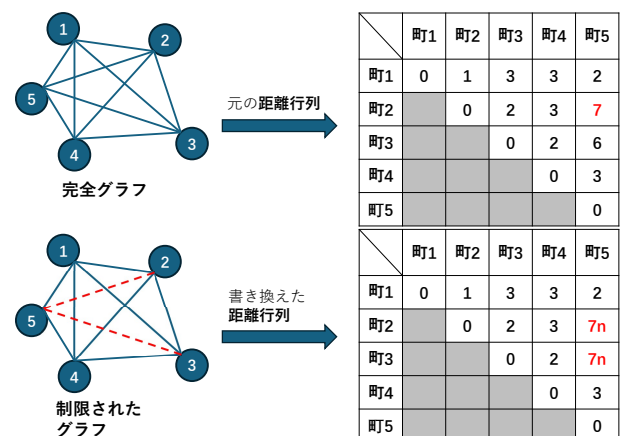 1
2
5
4
3
完全グラフ
元の距離行列
町1 町2 町3 町4 町5
町1 0 1 3 3 2
町2 0 2 3 7
町3 0 2 6
町4 0 3
町5 0
1
2
5
4
3
制限された
グラフ
書き換えた
距離行列
町1 町2 町3 町4 町5
町1 0 1 3 3 2
町2 0 2 3 7n
町3 0 2 7n
町4 0 3
町5 0